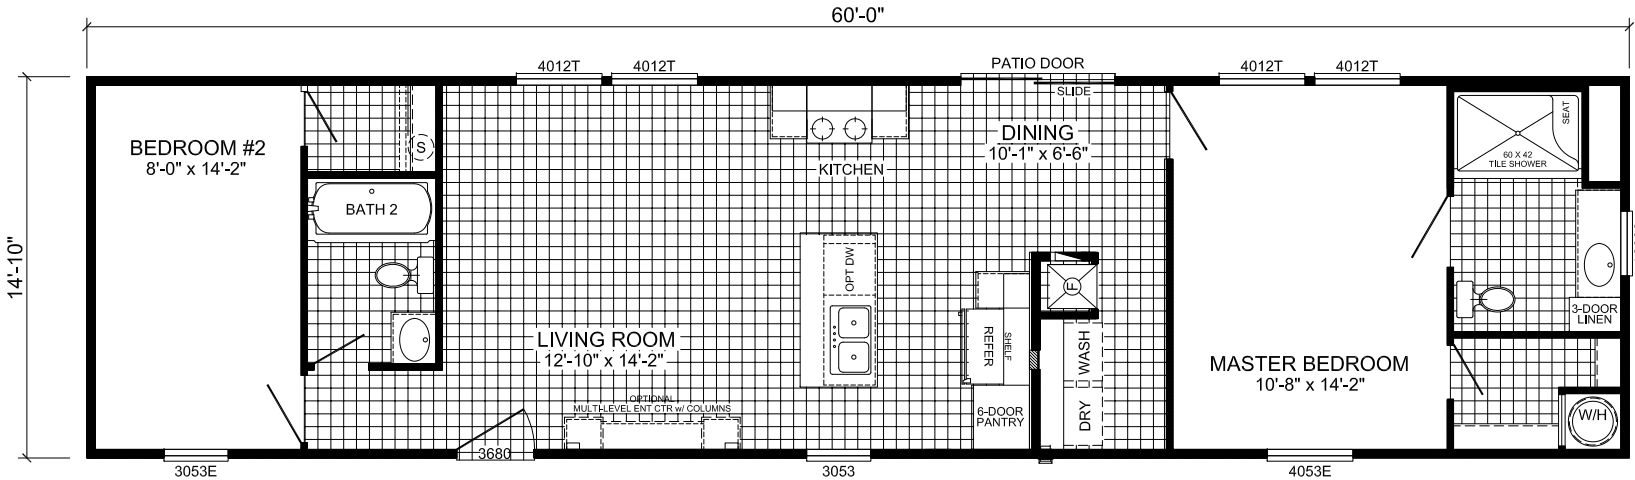 60'-0"
4012T
4012T
PATIO DOOR
4012T
4012T
SLIDE
BEDROOM #2
8'-0" x 14'-2"
S
DINING
10'-1" x 6'-6"
KITCHEN
SEAT
60 X 42
TILE SHOWER
BATH 2
14'-10"
OPT DW
F
3-DOOR
LINEN
LIVING ROOM
12'-10" x 14'-2"
SHELF
REFER
WASH
DRY
MASTER BEDROOM
10'-8" x 14'-2"
OPTIONAL
MULTI-LEVEL ENT CTR w/ COLUMNS
6-DOOR
PANTRY
W/H
3680
3053E
3053
4053E